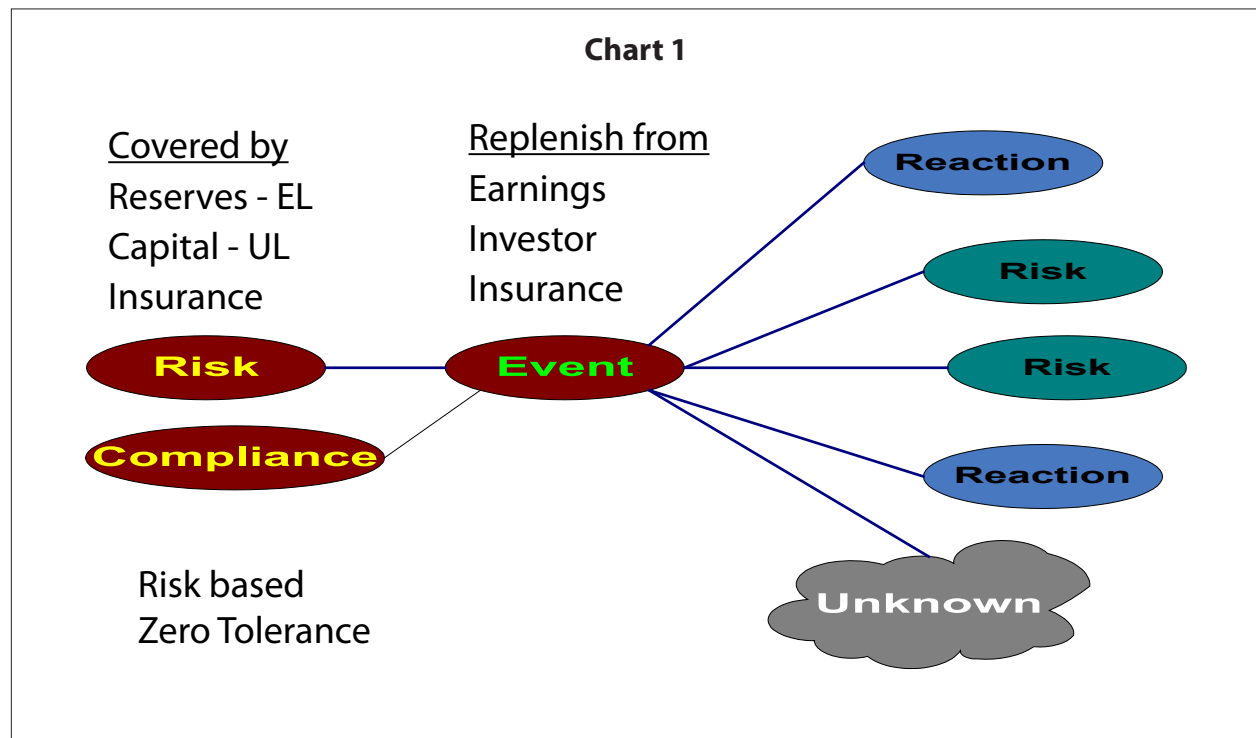 Chart 1
Covered by
Reserves - EL
Capital - UL
Insurance
Replenish from
Earnings
Investor
Insurance
Reaction
Risk
Risk
Event
Risk
Compliance
Reaction
Risk based
Zero Tolerance
Unknown